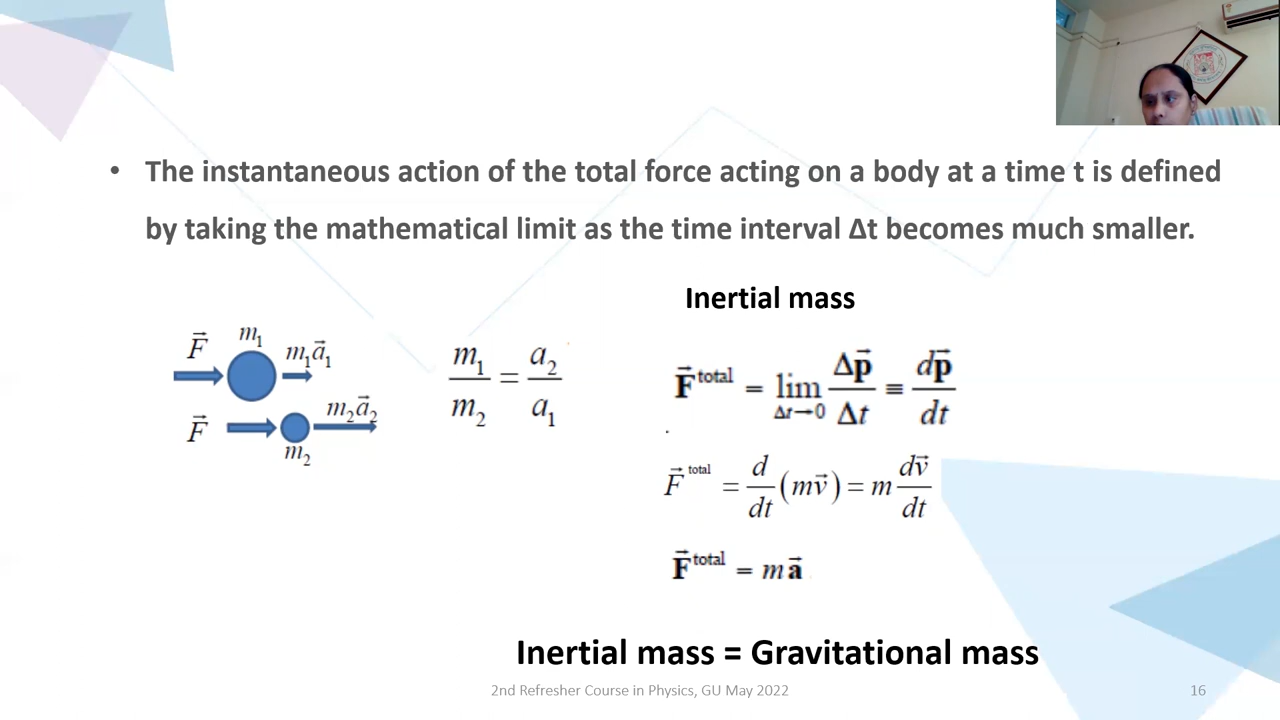 • The instantaneous action of the total force acting on a body at a time t is defined
by taking the mathematical limit as the time interval Δt becomes much smaller.
Inertial mass
F⃗ m₁ m₁a⃗₁
F⃗ m₂a⃗₂
m₂
m₁/m₂ = a₂/a₁
F⃗ᵗᵒᵗᵃˡ = lim Δt→0 Δp⃗/Δt ≡ dp⃗/dt
F⃗ ᵗᵒᵗᵃˡ = d/dt (mv⃗) = m dv⃗/dt
F⃗ᵗᵒᵗᵃˡ = m a⃗
Inertial mass = Gravitational mass
2nd Refresher Course in Physics, GU May 2022
16